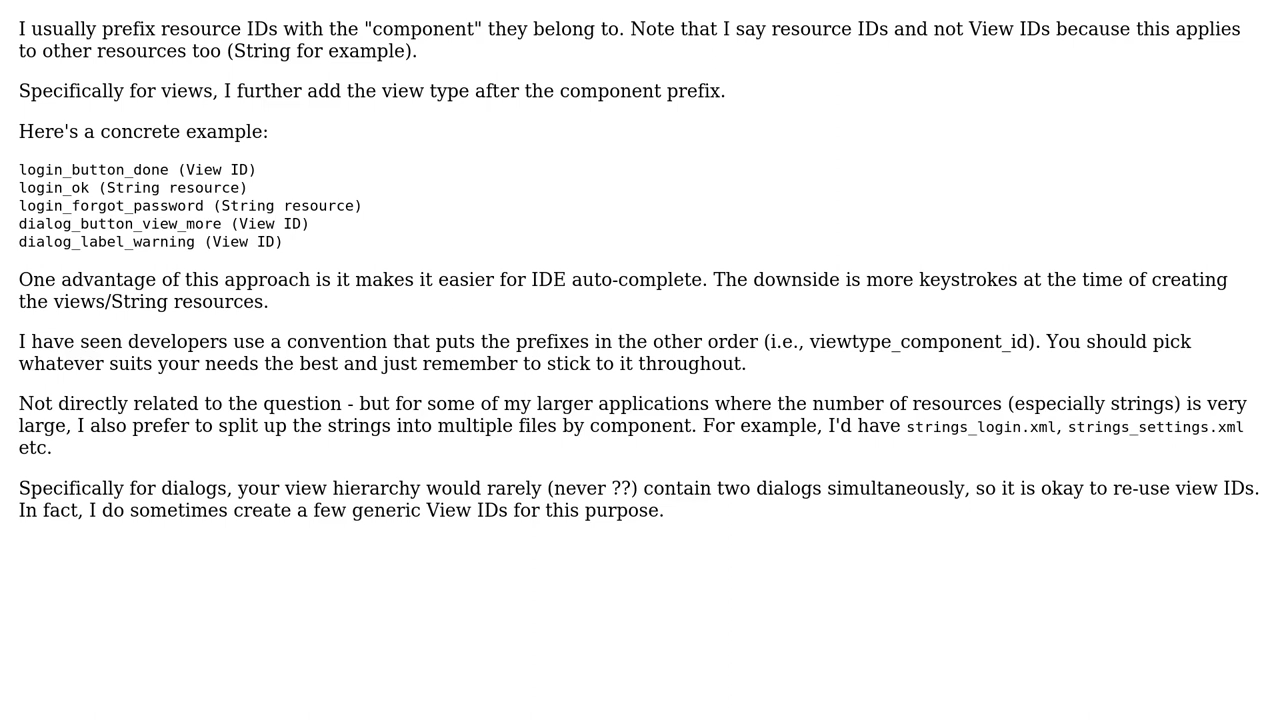 I usually prefix resource IDs with the "component" they belong to. Note that I say resource IDs and not View IDs because this applies
to other resources too (String for example).
Specifically for views, I further add the view type after the component prefix.
Here's a concrete example:
login_button_done (View ID)
login_ok (String resource)
login_forgot_password (String resource)
dialog_button_view_more (View ID)
dialog_label_warning (View ID)
One advantage of this approach is it makes it easier for IDE auto-complete. The downside is more keystrokes at the time of creating
the views/String resources.
I have seen developers use a convention that puts the prefixes in the other order (i.e., viewtype_component_id). You should pick
whatever suits your needs the best and just remember to stick to it throughout.
Not directly related to the question - but for some of my larger applications where the number of resources (especially strings) is very
large, I also prefer to split up the strings into multiple files by component. For example, I'd have strings_login.xml, strings_settings.xml
etc.
Specifically for dialogs, your view hierarchy would rarely (never ??) contain two dialogs simultaneously, so it is okay to re-use view IDs.
In fact, I do sometimes create a few generic View IDs for this purpose.